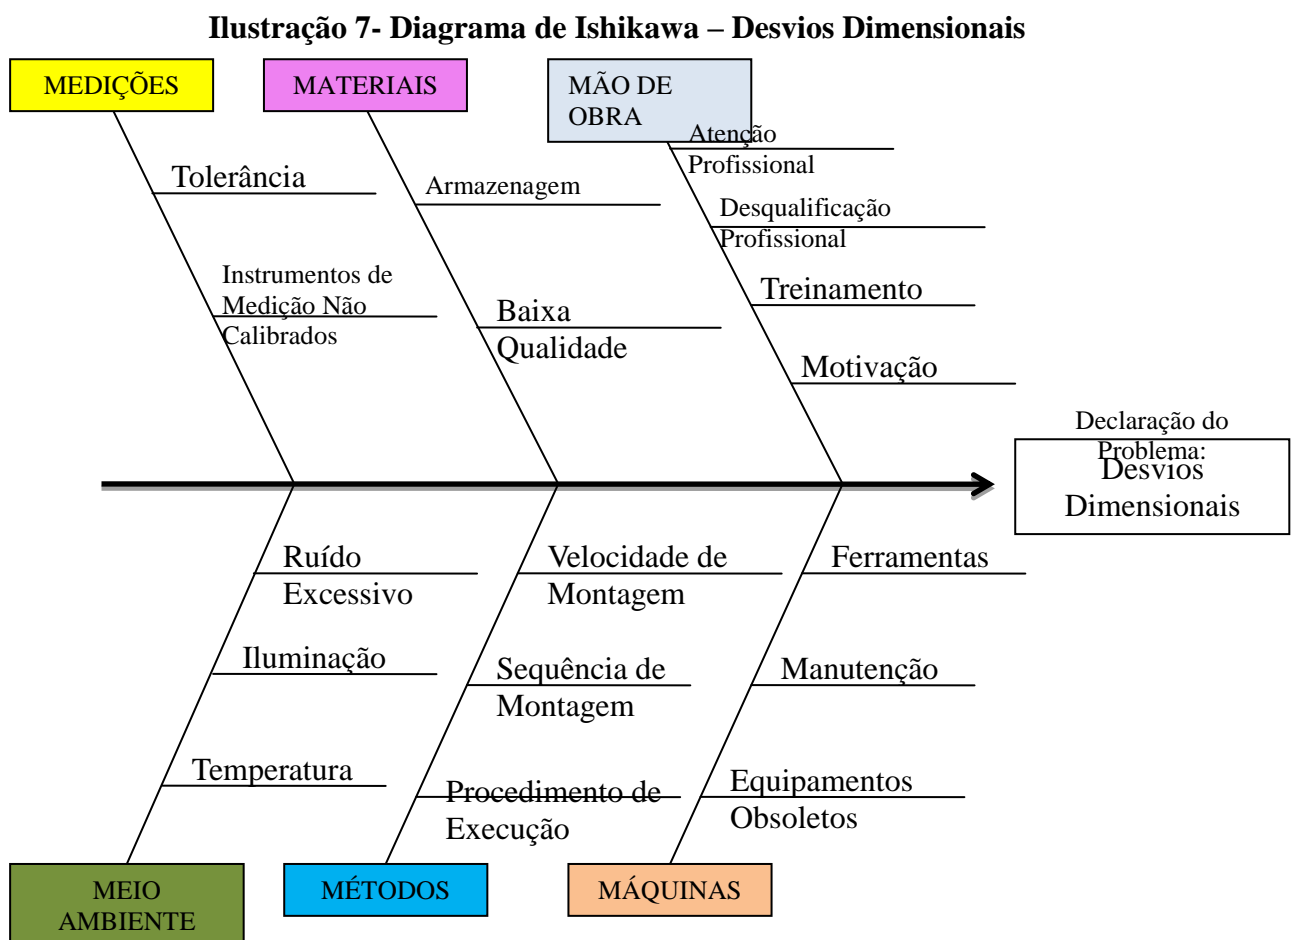 Ilustração 7- Diagrama de Ishikawa – Desvios Dimensionais
MEDIÇÕES
MATERIAIS
MÃO DE
OBRA
Tolerância
Instrumentos de
Medição Não
Calibrados
Armazenagem
Baixa
Qualidade
Atenção
Profissional
Desqualificação
Profissional
Treinamento
Motivação
Declaração do
Problema:
Desvios
Dimensionais
Ruído
Excessivo
Iluminação
Temperatura
Velocidade de
Montagem
Sequência de
Montagem
Procedimento de
Execução
Ferramentas
Manutenção
Equipamentos
Obsoletos
MEIO
AMBIENTE
MÉTODOS
MÁQUINAS